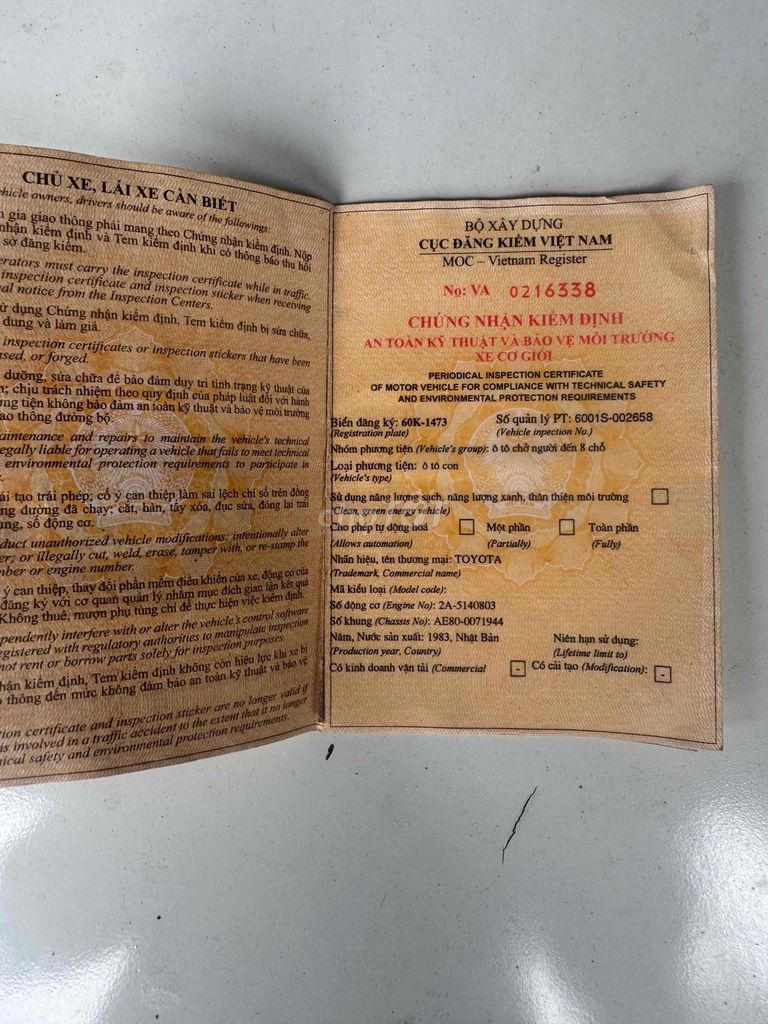 CHỦ XE, LÁI XE CẦN BIẾT
vehicle owners, drivers should be aware of the followings:
gia giao thông phải mang theo Chứng nhận kiểm định. Nộp
nhận kiểm định và Tem kiểm định khi có thông báo thu hồi
sở đăng kiểm.
erators must carry the inspection certificate while in traffic.
inspection certificate and inspection sticker when receiving
al notice from the Inspection Centers.
ử dụng Chứng nhận kiểm định. Tem kiểm định bị sửa chữa,
dung và làm giả.
inspection certificates or inspection stickers that have been
sed, or forged.
dưỡng, sửa chữa để bảo đảm duy trì tình trạng kỹ thuật của
n; chịu trách nhiệm theo quy định của pháp luật đối với hành
ơng tiện không bảo đảm an toàn kỹ thuật và bảo vệ môi trường
ao thông đường bộ.
aintenance and repairs to maintain the vehicle's technical
egally liable for operating a vehicle that fails to meet technical
environmental protection requirements to participate in
ải tạo trái phép; cố ý can thiệp làm sai lệch chỉ số trên đồng
ng đường đã chạy; cắt, hàn, tẩy xóa, đục sửa, đóng lại trái
ung, số động cơ.
duct unauthorized vehicle modifications; intentionally alter
er; or illegally cut, weld, erase, tamper with, or re-stamp the
mber or engine number.
ý can thiệp, thay đổi phần mềm điều khiển của xe, động cơ của
đăng ký với cơ quan quản lý nhằm mục đích gian lận kết quả
Không thuê, mượn phụ tùng chỉ để thực hiện việc kiểm định.
pendently interfere with or alter the vehicle's control software
egistered with regulatory authorities to manipulate inspection
not rent or borrow parts solely for inspection purposes.
hận kiểm định, Tem kiểm định không còn hiệu lực khi xe bị
o thông đến mức không đảm bảo an toàn kỹ thuật và bảo vệ
tion certificate and inspection sticker are no longer valid if
is involved in a traffic accident to the extent that it no longer
nical safety and environmental protection requirements.
BỘ XÂY DỰNG
CỤC ĐĂNG KIỂM VIỆT NAM
MOC – Vietnam Register
No: VA 0216338
CHỨNG NHẬN KIỂM ĐỊNH
AN TOÀN KỸ THUẬT VÀ BẢO VỆ MÔI TRƯỜNG
XE CƠ GIỚI
PERIODICAL INSPECTION CERTIFICATE
OF MOTOR VEHICLE FOR COMPLIANCE WITH TECHNICAL SAFETY
AND ENVIRONMENTAL PROTECTION REQUIREMENTS
Biển đăng ký: 60K-1473 Số quản lý PT: 6001S-002658
(Registration plate) (Vehicle inpection No.)
Nhóm phương tiện (Vehicle's group): ô tô chở người đến 8 chỗ
Loại phương tiện: ô tô con
(Vehicle's type)
Sử dụng năng lượng sạch, năng lượng xanh, thân thiện môi trường
(Clean, green energy vehicle)
Cho phép tự động hoá Một phần Toàn phần
(Allows automation) (Partially) (Fully)
Nhãn hiệu, tên thương mại: TOYOTA
(Trademark, Commercial name)
Mã kiểu loại (Model code):
Số động cơ (Engine No): 2A-5140803
Số khung (Chassis No): AE80-0071944
Năm, Nước sản xuất: 1983, Nhật Bản Niên hạn sử dụng:
(Production year, Country) (Lifetime limit to)
Có kinh doanh vận tải (Commercial - Có cải tạo (Modification): -